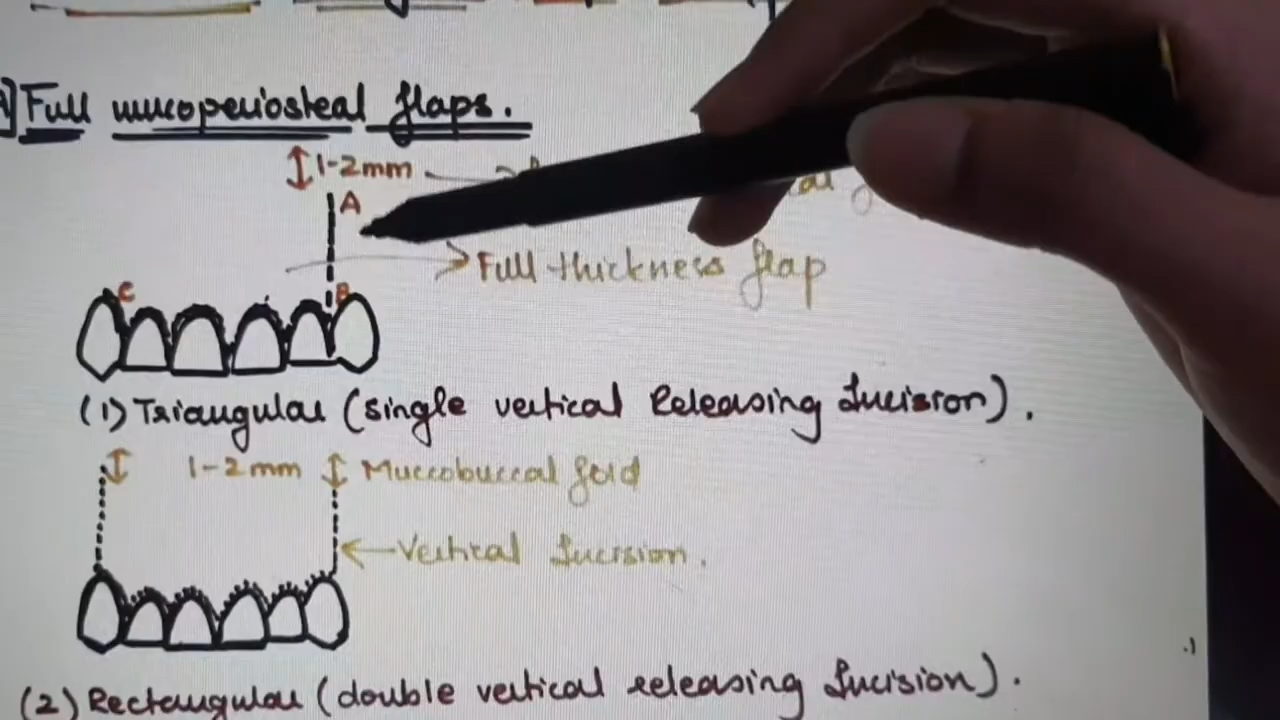 A] Full mucoperiosteal flaps.
1-2mm
A
Full thickness flap
C B
(1) Triangular (single vertical Releasing Incision).
1-2mm Muccobuccal fold
Vertical Incision.
(2) Rectangular (double vertical releasing Incision).